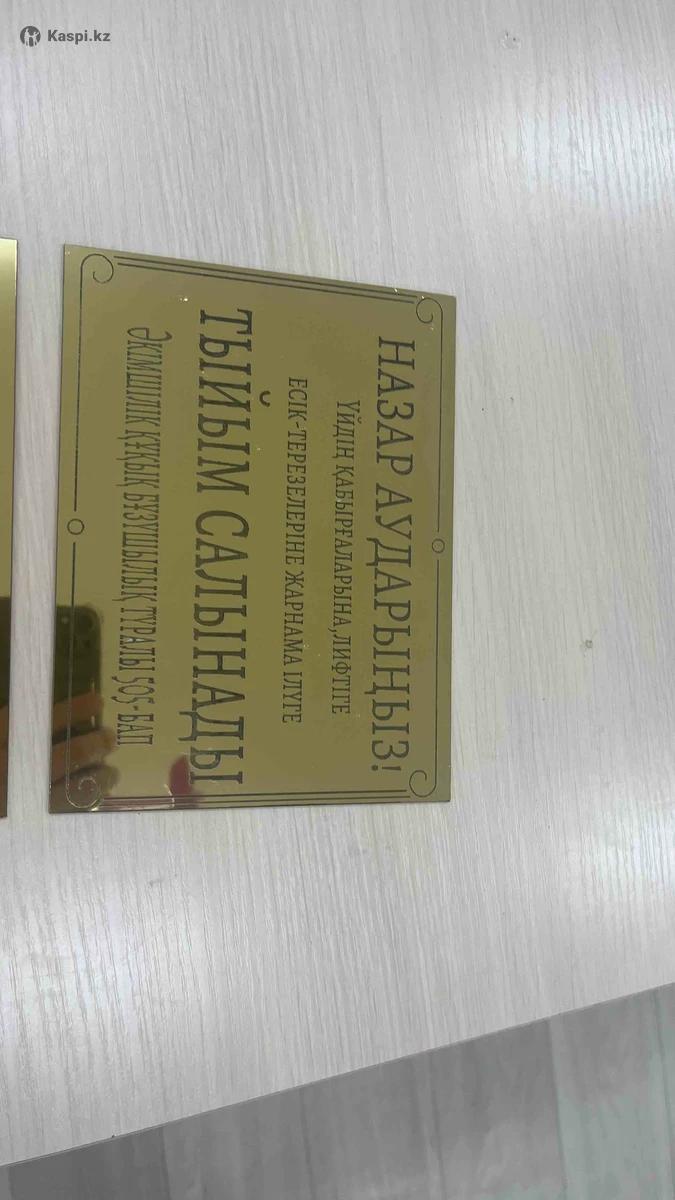 Kaspi.kz
НАЗАР АУДАРЫҢЫЗ!
ҮЙДІҢ ҚАБЫРҒАЛАРЫНА,ЛИФТІГЕ
ЕСІК-ТЕРЕЗЕЛЕРІНЕ ЖАРНАМА ІЛУГЕ
ТЫЙЫМ САЛЫНАДЫ
ӘКІМШІЛІК ҚҰҚЫҚ БҰЗУШЫЛЫҚ ТУРАЛЫ 505-БАП